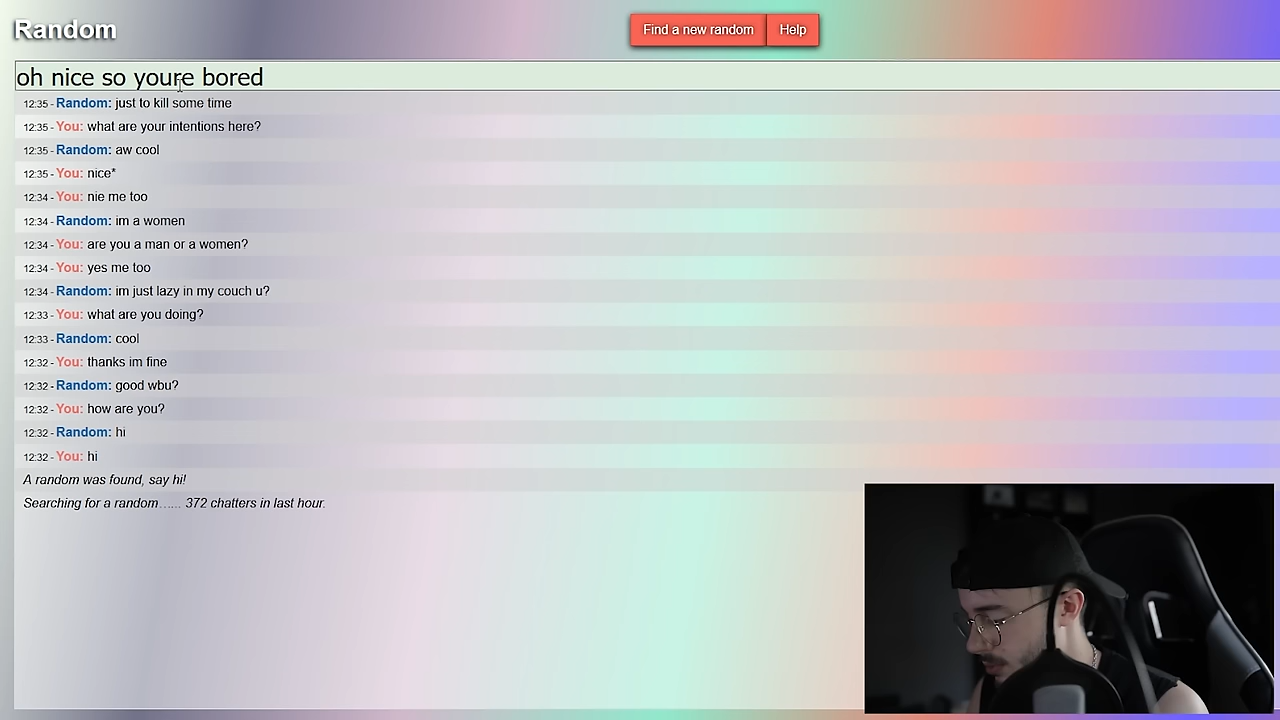 Random
Find a new random
Help
oh nice so youre bored
12:35 - Random: just to kill some time
12:35 - You: what are your intentions here?
12:35 - Random: aw cool
12:35 - You: nice*
12:34 - You: nie me too
12:34 - Random: im a women
12:34 - You: are you a man or a women?
12:34 - You: yes me too
12:34 - Random: im just lazy in my couch u?
12:33 - You: what are you doing?
12:33 - Random: cool
12:32 - You: thanks im fine
12:32 - Random: good wbu?
12:32 - You: how are you?
12:32 - Random: hi
12:32 - You: hi
A random was found, say hi!
Searching for a random...... 372 chatters in last hour.